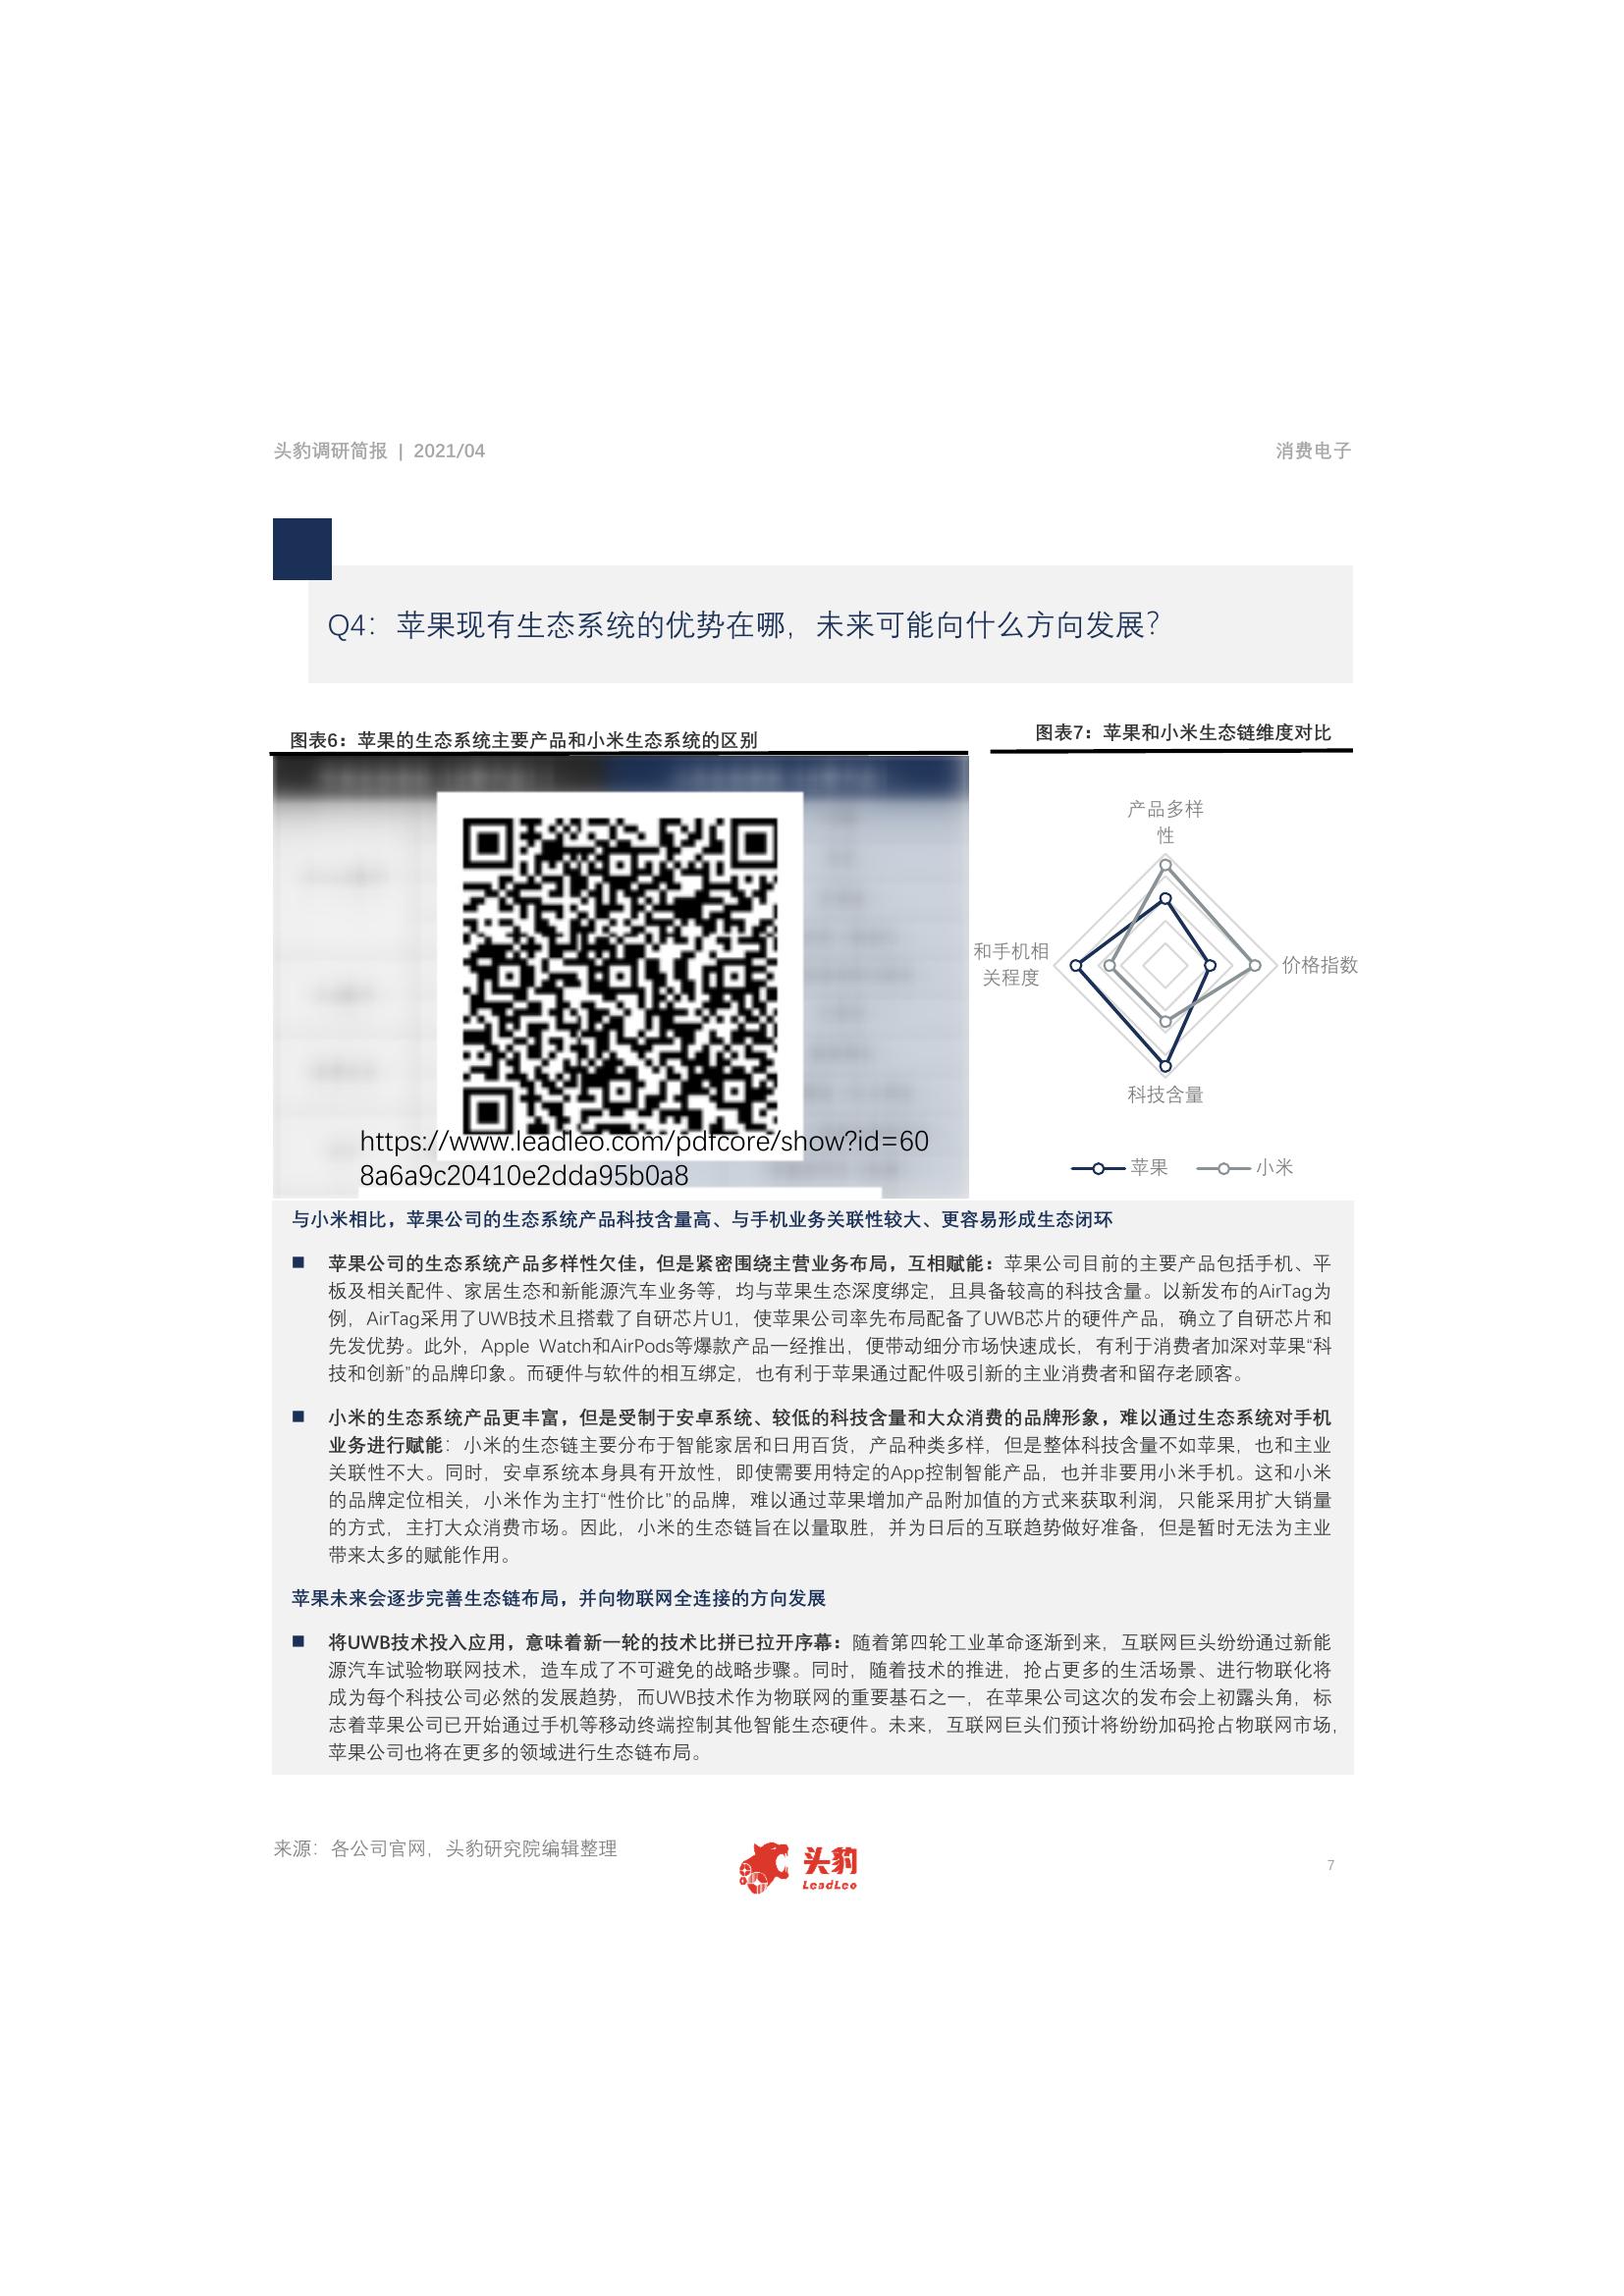 头豹调研简报 | 2021/04
消费电子
Q4：苹果现有生态系统的优势在哪，未来可能向什么方向发展？
图表6：苹果的生态系统主要产品和小米生态系统的区别
https://www.leadleo.com/pdfcore/show?id=60
8a6a9c20410e2dda95b0a8
图表7：苹果和小米生态链维度对比
产品多样
性
和手机相
关程度
价格指数
科技含量
苹果 小米
与小米相比，苹果公司的生态系统产品科技含量高、与手机业务关联性较大、更容易形成生态闭环
■ 苹果公司的生态系统产品多样性欠佳，但是紧密围绕主营业务布局，互相赋能：苹果公司目前的主要产品包括手机、平
板及相关配件、家居生态和新能源汽车业务等，均与苹果生态深度绑定，且具备较高的科技含量。以新发布的AirTag为
例，AirTag采用了UWB技术且搭载了自研芯片U1，使苹果公司率先布局配备了UWB芯片的硬件产品，确立了自研芯片和
先发优势。此外，Apple Watch和AirPods等爆款产品一经推出，便带动细分市场快速成长，有利于消费者加深对苹果“科
技和创新”的品牌印象。而硬件与软件的相互绑定，也有利于苹果通过配件吸引新的主业消费者和留存老顾客。
■ 小米的生态系统产品更丰富，但是受制于安卓系统、较低的科技含量和大众消费的品牌形象，难以通过生态系统对手机
业务进行赋能：小米的生态链主要分布于智能家居和日用百货，产品种类多样，但是整体科技含量不如苹果，也和主业
关联性不大。同时，安卓系统本身具有开放性，即使需要用特定的App控制智能产品，也并非要用小米手机。这和小米
的品牌定位相关，小米作为主打“性价比”的品牌，难以通过苹果增加产品附加值的方式来获取利润，只能采用扩大销量
的方式，主打大众消费市场。因此，小米的生态链旨在以量取胜，并为日后的互联趋势做好准备，但是暂时无法为主业
带来太多的赋能作用。
苹果未来会逐步完善生态链布局，并向物联网全连接的方向发展
■ 将UWB技术投入应用，意味着新一轮的技术比拼已拉开序幕：随着第四轮工业革命逐渐到来，互联网巨头纷纷通过新能
源汽车试验物联网技术，造车成了不可避免的战略步骤。同时，随着技术的推进，抢占更多的生活场景、进行物联化将
成为每个科技公司必然的发展趋势，而UWB技术作为物联网的重要基石之一，在苹果公司这次的发布会上初露头角，标
志着苹果公司已开始通过手机等移动终端控制其他智能生态硬件。未来，互联网巨头们预计将纷纷加码抢占物联网市场，
苹果公司也将在更多的领域进行生态链布局。
来源：各公司官网，头豹研究院编辑整理
头豹
LeadLeo
7